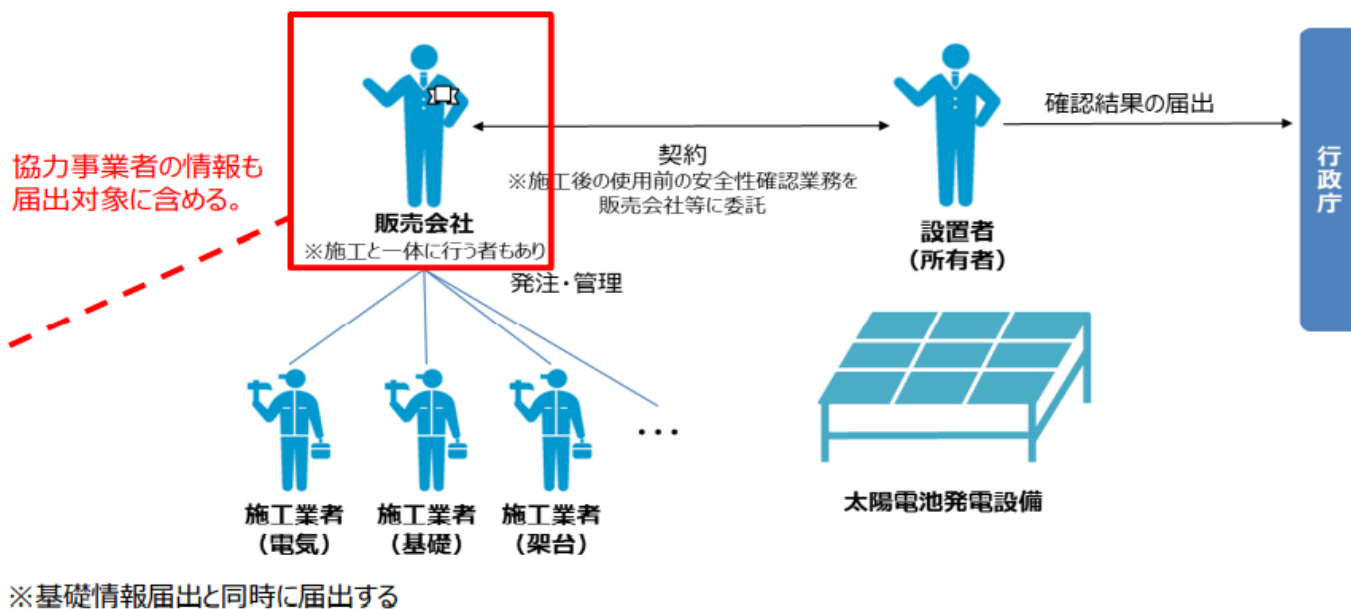 協力事業者の情報も
届出対象に含める。
販売会社
※施工と一体に行う者もあり
契約
※施工後の使用前の安全性確認業務を
販売会社等に委託
設置者
（所有者）
確認結果の届出
行政庁
発注・管理
施工業者
（電気）
施工業者
（基礎）
施工業者
（架台）
…
太陽電池発電設備
※基礎情報届出と同時に届出する